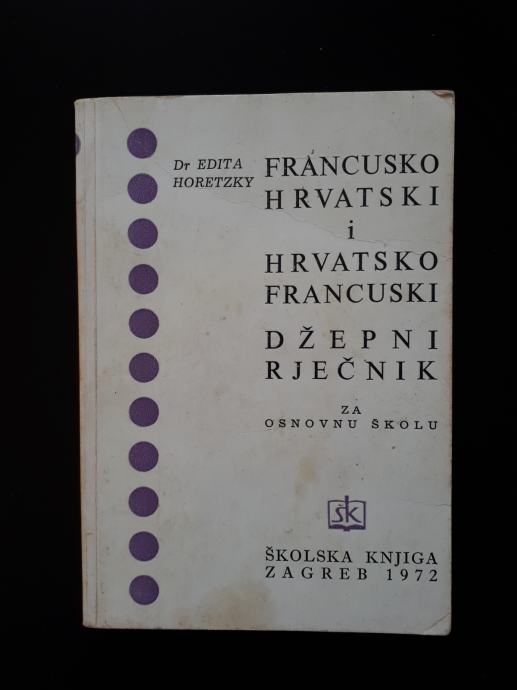 Dr EDITA
HORETZKY
FRANCUSKO
HRVATSKI
i
HRVATSKO
FRANCUSKI
DŽEPNI
RJEČNIK
ZA
OSNOVNU ŠKOLU
šk
ŠKOLSKA KNJIGA
ZAGREB 1972